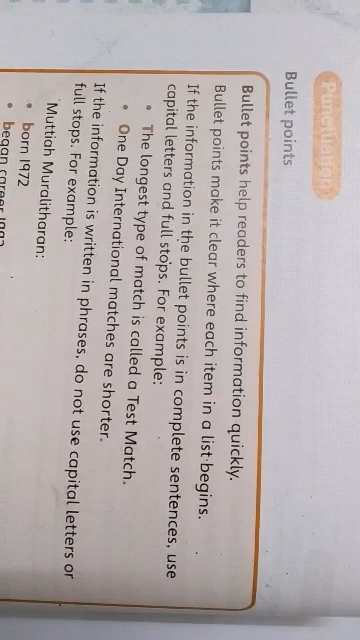 Punctuation
Bullet points
Bullet points help readers to find information quickly.
Bullet points make it clear where each item in a list begins.
If the information in the bullet points is in complete sentences, use
capital letters and full stops. For example:
• The longest type of match is called a Test Match.
• One Day International matches are shorter.
If the information is written in phrases, do not use capital letters or
full stops. For example:
Muttiah Muralitharan:
• born 1972
• began career